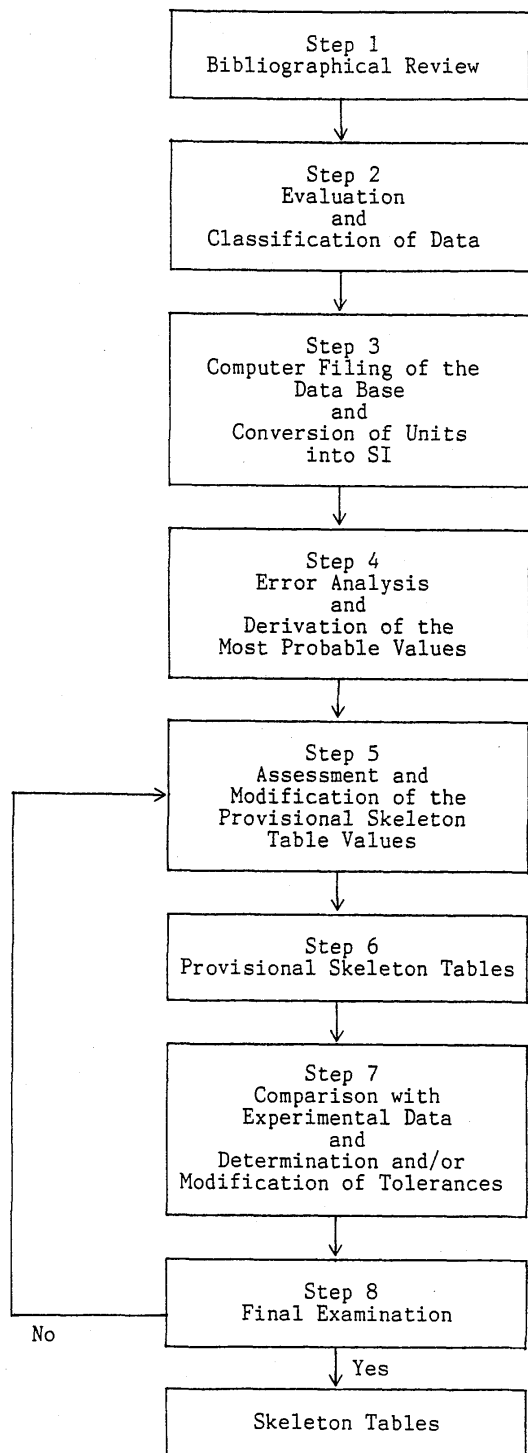 Step 1
Bibliographical Review
Step 2
Evaluation
and
Classification of Data
Step 3
Computer Filing of the
Data Base
and
Conversion of Units
into SI
Step 4
Error Analysis
and
Derivation of the
Most Probable Values
Step 5
Assessment and
Modification of the
Provisional Skeleton
Table Values
Step 6
Provisional Skeleton Tables
Step 7
Comparison with
Experimental Data
and
Determination and/or
Modification of Tolerances
Step 8
Final Examination
No
Yes
Skeleton Tables